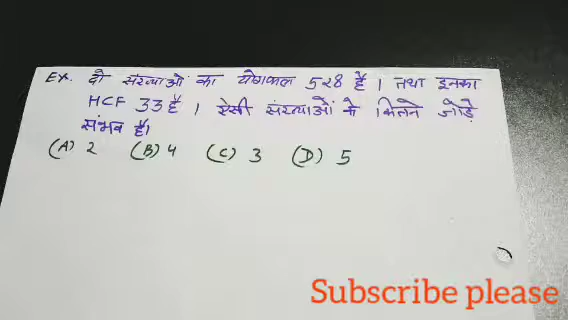 Ex. दो संख्याओं का योगफल 528 है। तथा इनका
HCF 33 है। ऐसी संख्याओं के कितने जोड़े
संभव है।
(A) 2 (B) 4 (C) 3 (D) 5
Subscribe please